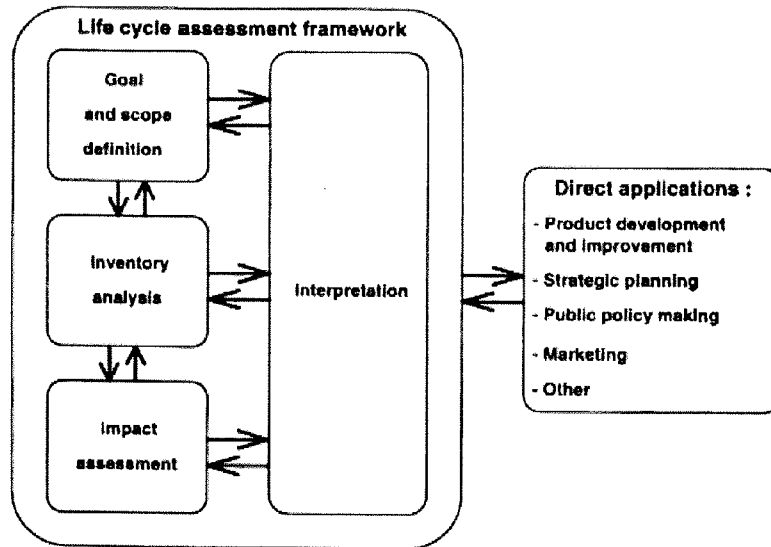 Life cycle assessment framework
Goal
and scope
definition
Inventory
analysis
Impact
assessment
Interpretation
Direct applications :
- Product development
and improvement
- Strategic planning
- Public policy making
- Marketing
- Other